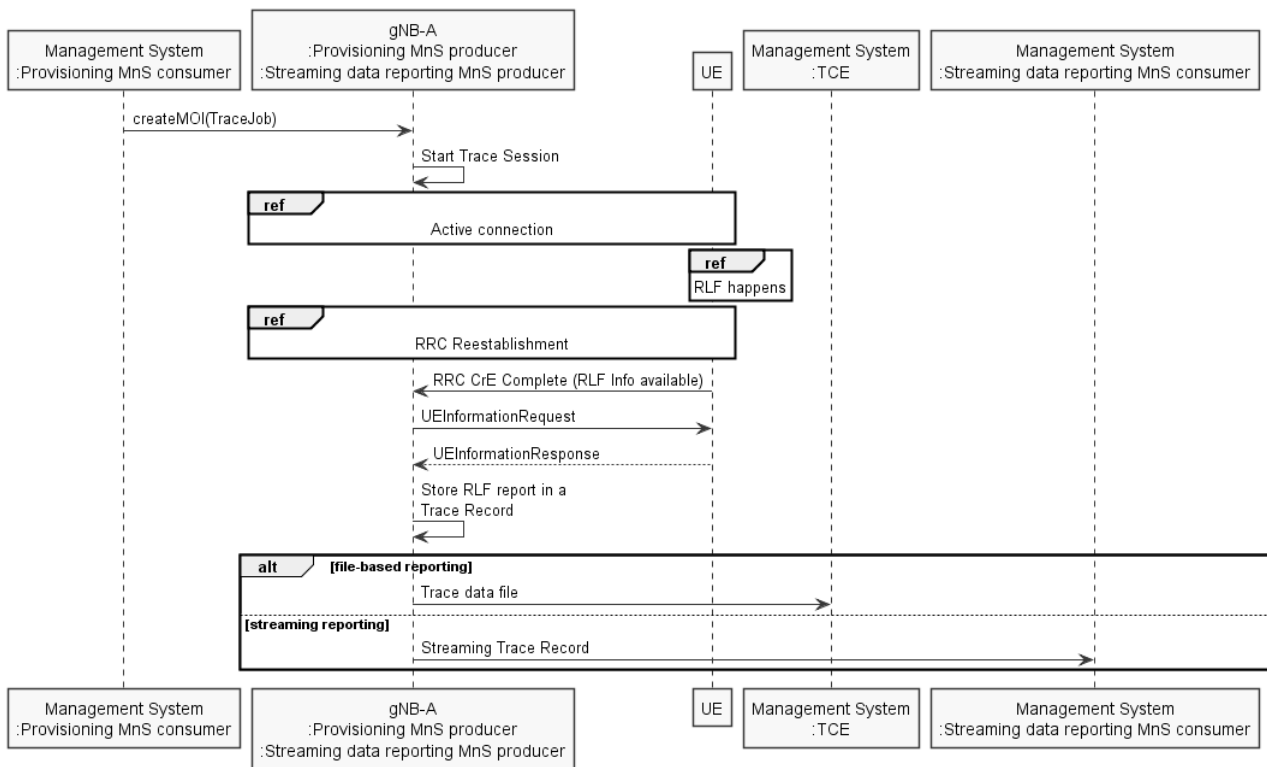 Management System
:Provisioning MnS consumer
gNB-A
:Provisioning MnS producer
:Streaming data reporting MnS producer
UE
Management System
:TCE
Management System
:Streaming data reporting MnS consumer
createMOI(TraceJob)
Start Trace Session
ref
Active connection
ref
RLF happens
ref
RRC Reestablishment
RRC CrE Complete (RLF Info available)
UEInformationRequest
UEInformationResponse
Store RLF report in a
Trace Record
alt [file-based reporting]
Trace data file
[streaming reporting]
Streaming Trace Record
Management System
:Provisioning MnS consumer
gNB-A
:Provisioning MnS producer
:Streaming data reporting MnS producer
UE
Management System
:TCE
Management System
:Streaming data reporting MnS consumer